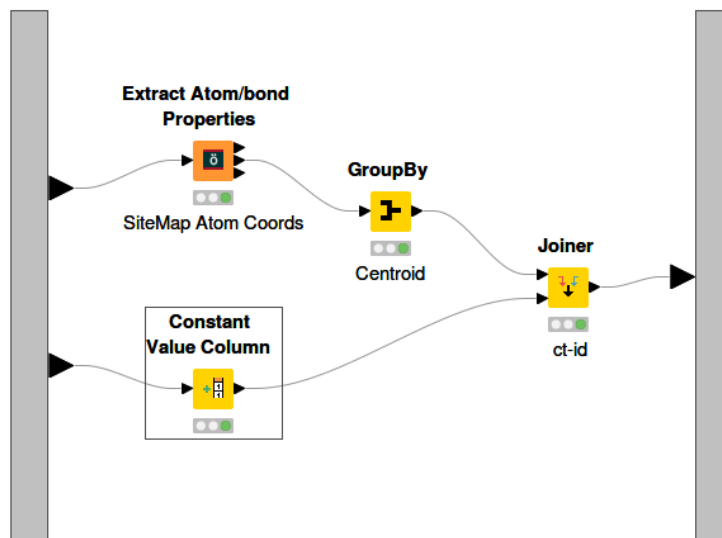 Extract Atom/bond
Properties
SiteMap Atom Coords
GroupBy
Centroid
Joiner
ct-id
Constant
Value Column